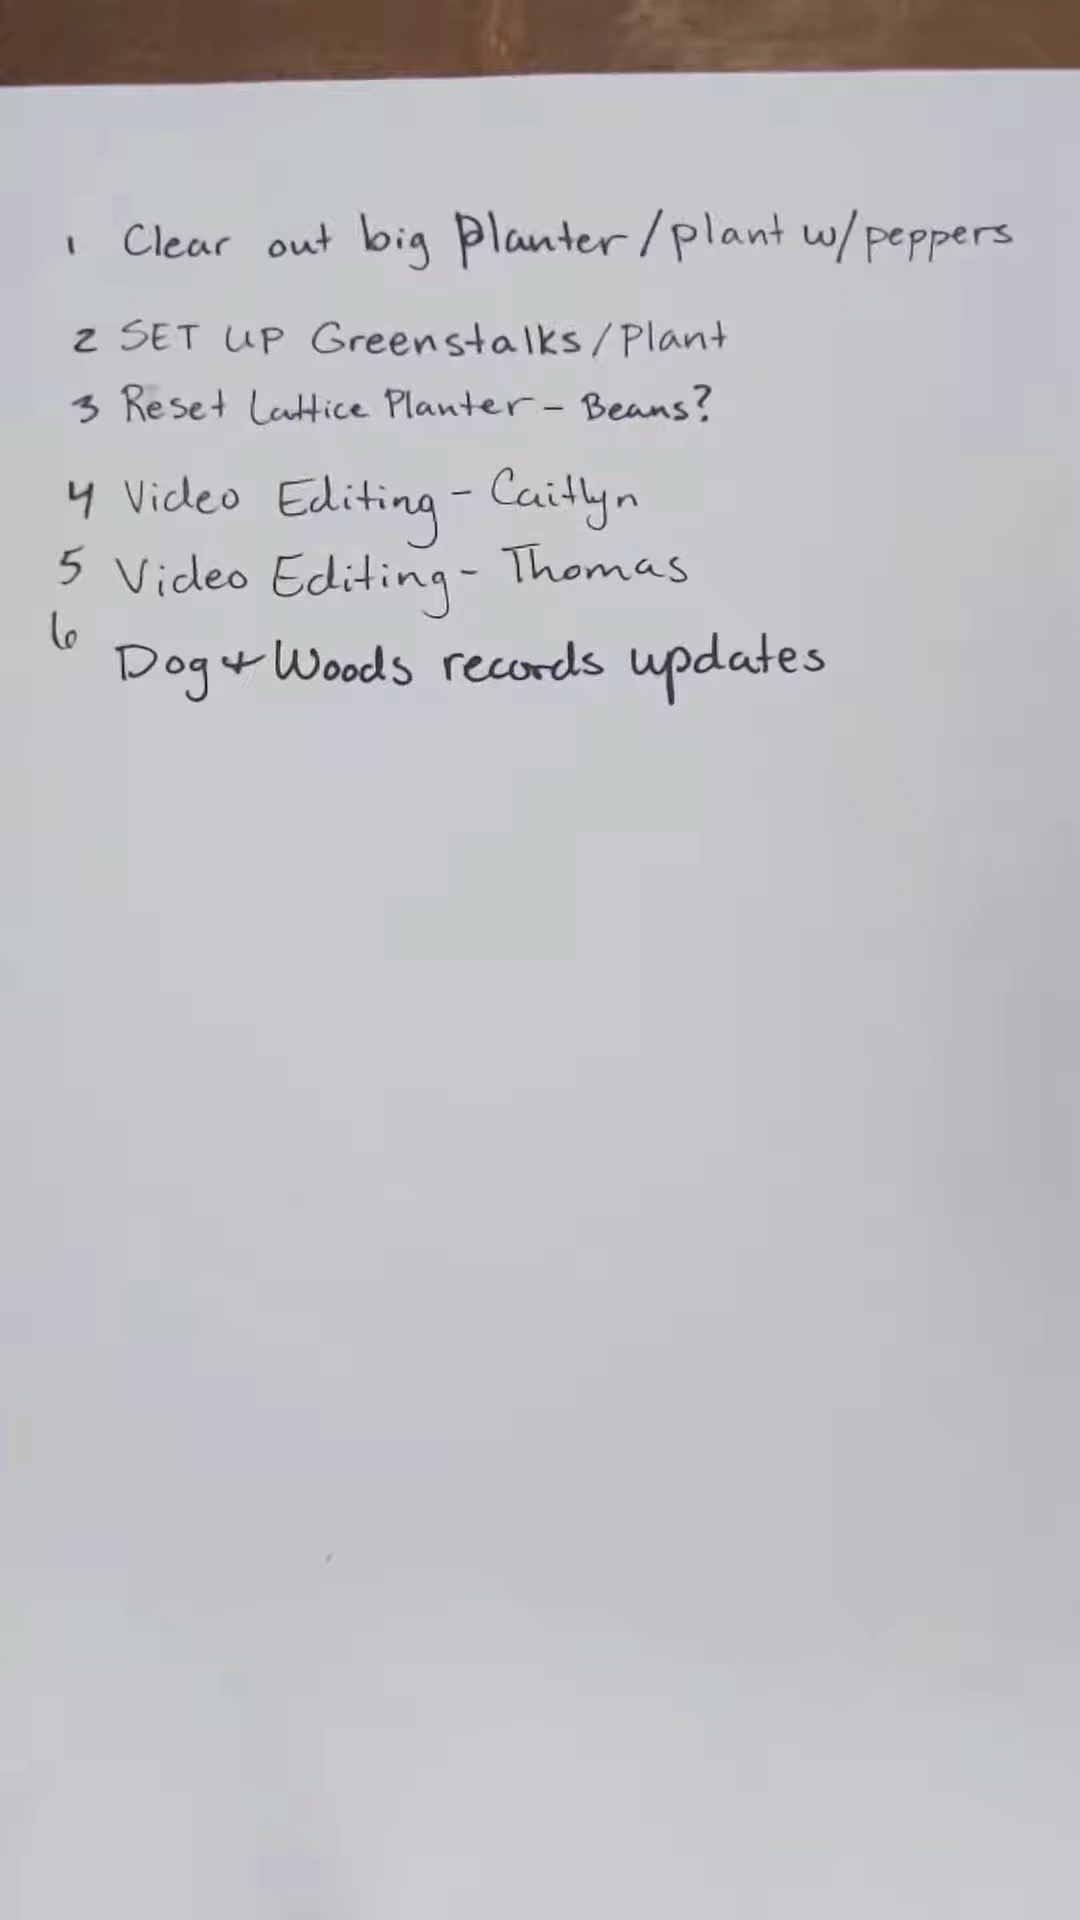 1 Clear out big Planter/plant w/peppers
2 SET UP Greenstalks/Plant
3 Reset Lattice Planter - Beans?
4 Video Editing - Caitlyn
5 Video Editing - Thomas
6 Dog + Woods records updates